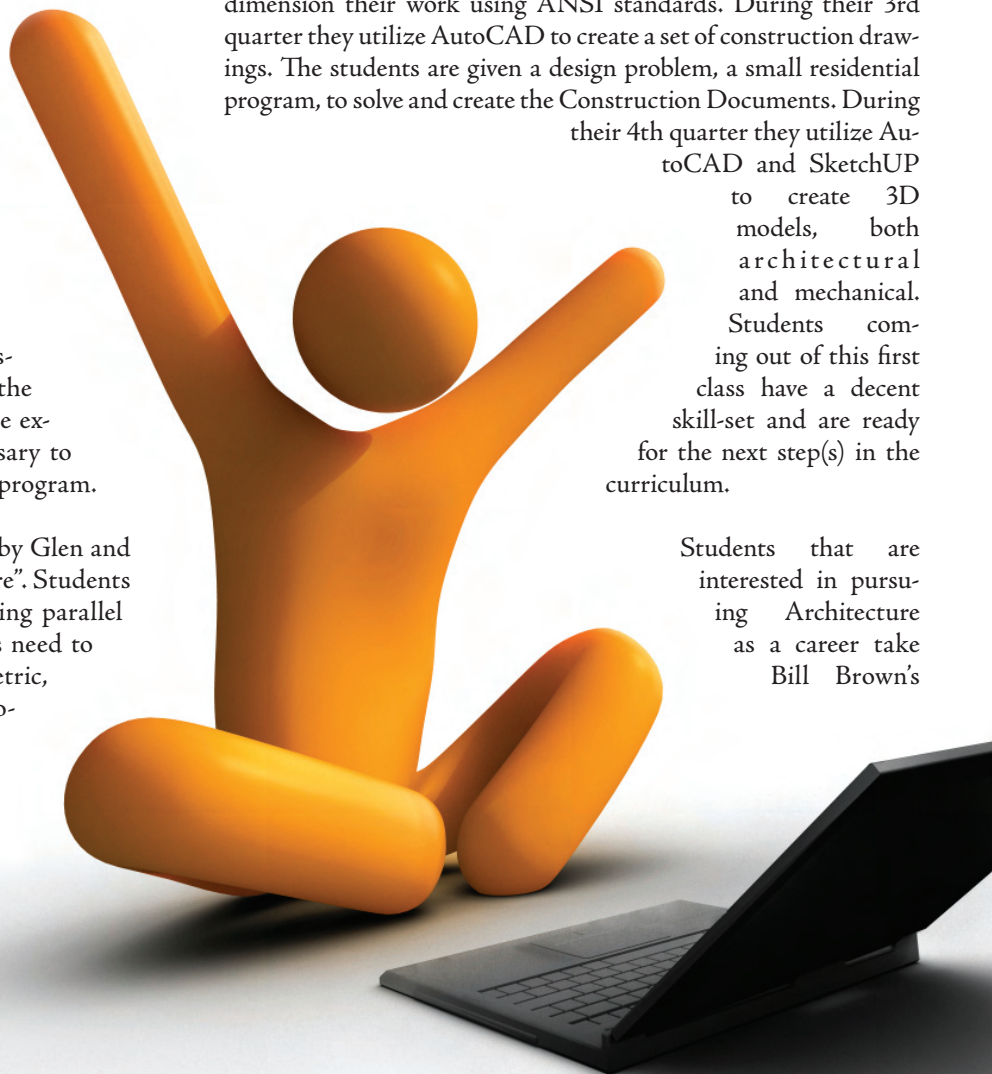 s-
the
e ex-
sary to
program.
by Glen and
re”. Students
ing parallel
s need to
etric,
o-
dimension their work using ANSI standards. During their 3rd
quarter they utilize AutoCAD to create a set of construction draw-
ings. The students are given a design problem, a small residential
program, to solve and create the Construction Documents. During
their 4th quarter they utilize Au-
toCAD and SketchUP
to create 3D
models, both
architectural
and mechanical.
Students com-
ing out of this first
class have a decent
skill-set and are ready
for the next step(s) in the
curriculum.
Students that are
interested in pursu-
ing Architecture
as a career take
Bill Brown’s